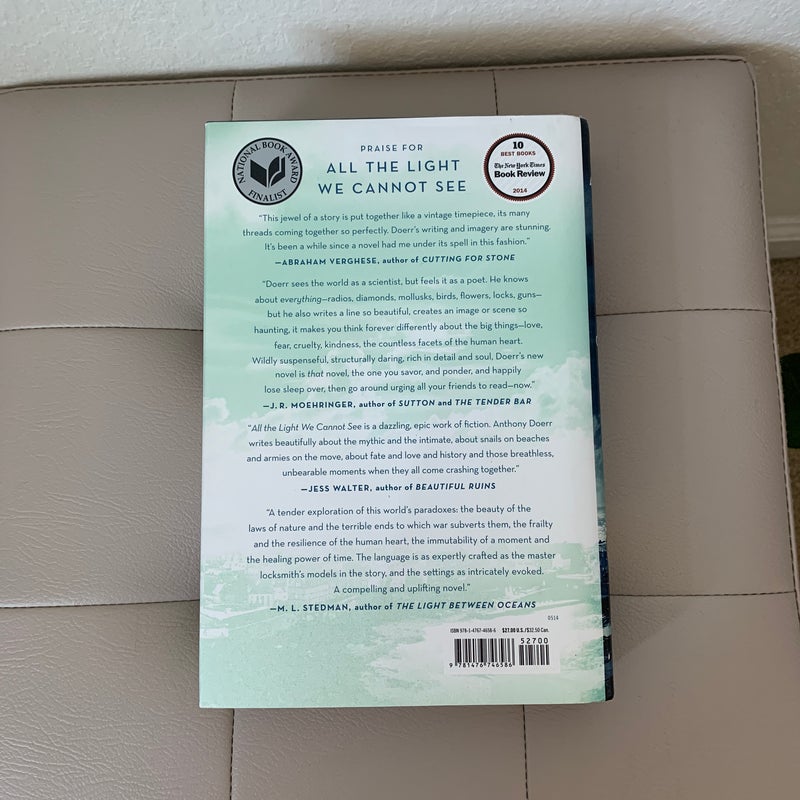 NATIONAL BOOK AWARD
FINALIST
PRAISE FOR
ALL THE LIGHT
WE CANNOT SEE
10
BEST BOOKS
The New York Times
Book Review
2014
“This jewel of a story is put together like a vintage timepiece, its many
threads coming together so perfectly. Doerr’s writing and imagery are stunning.
It’s been a while since a novel had me under its spell in this fashion.”
—ABRAHAM VERGHESE, author of CUTTING FOR STONE
“Doerr sees the world as a scientist, but feels it as a poet. He knows
about everything—radios, diamonds, mollusks, birds, flowers, locks, guns—
but he also writes a line so beautiful, creates an image or scene so
haunting, it makes you think forever differently about the big things—love,
fear, cruelty, kindness, the countless facets of the human heart.
Wildly suspenseful, structurally daring, rich in detail and soul, Doerr’s new
novel is that novel, the one you savor, and ponder, and happily
lose sleep over, then go around urging all your friends to read—now.”
—J. R. MOEHRINGER, author of SUTTON and THE TENDER BAR
“All the Light We Cannot See is a dazzling, epic work of fiction. Anthony Doerr
writes beautifully about the mythic and the intimate, about snails on beaches
and armies on the move, about fate and love and history and those breathless,
unbearable moments when they all come crashing together.”
—JESS WALTER, author of BEAUTIFUL RUINS
“A tender exploration of this world’s paradoxes: the beauty of the
laws of nature and the terrible ends to which war subverts them, the frailty
and the resilience of the human heart, the immutability of a moment and
the healing power of time. The language is as expertly crafted as the master
locksmith’s models in the story, and the settings as intricately evoked.
A compelling and uplifting novel.”
—M. L. STEDMAN, author of THE LIGHT BETWEEN OCEANS
0514
ISBN 978-1-4767-4658-6 $27.00 U.S./$32.50 Can.
52700
9 781476 746586